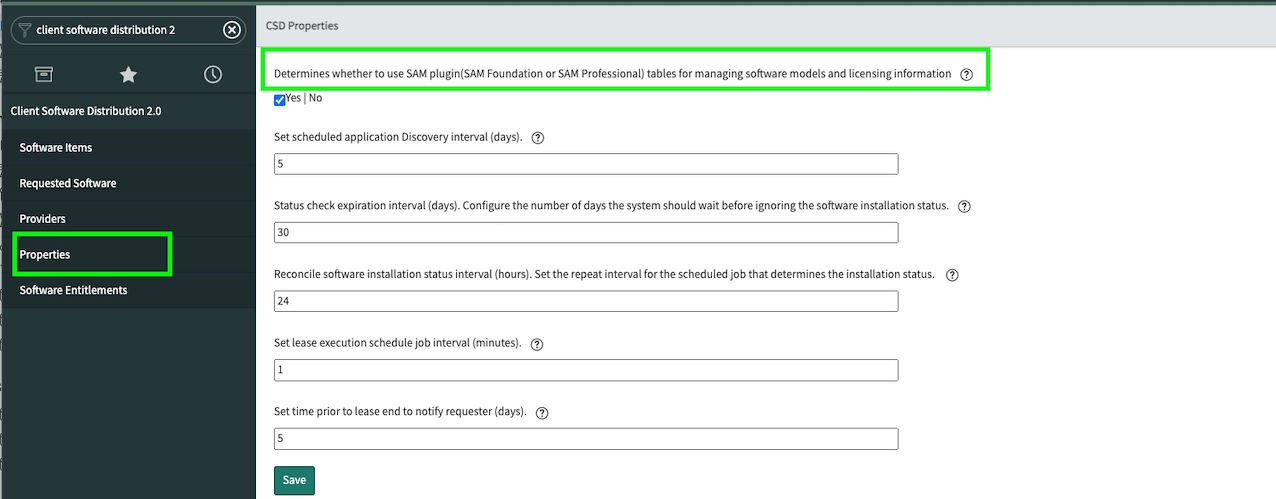 client software distribution 2
Client Software Distribution 2.0
Software Items
Requested Software
Providers
Properties
Software Entitlements
CSD Properties
Determines whether to use SAM plugin(SAM Foundation or SAM Professional) tables for managing software models and licensing information ?
Yes | No
Set scheduled application Discovery interval (days). ?
5
Status check expiration interval (days). Configure the number of days the system should wait before ignoring the software installation status. ?
30
Reconcile software installation status interval (hours). Set the repeat interval for the scheduled job that determines the installation status. ?
24
Set lease execution schedule job interval (minutes). ?
1
Set time prior to lease end to notify requester (days). ?
5
Save